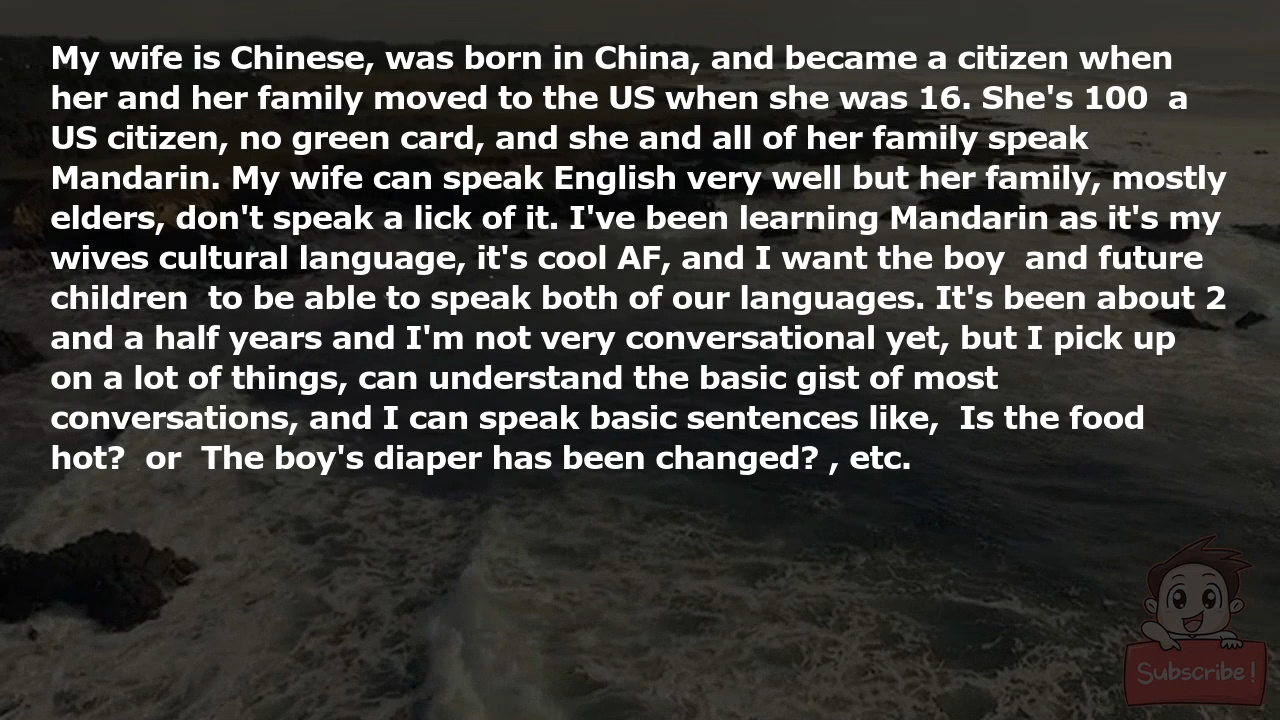 My wife is Chinese, was born in China, and became a citizen when
her and her family moved to the US when she was 16. She's 100  a
US citizen, no green card, and she and all of her family speak
Mandarin. My wife can speak English very well but her family, mostly
elders, don't speak a lick of it. I've been learning Mandarin as it's my
wives cultural language, it's cool AF, and I want the boy  and future
children  to be able to speak both of our languages. It's been about 2
and a half years and I'm not very conversational yet, but I pick up
on a lot of things, can understand the basic gist of most
conversations, and I can speak basic sentences like,  Is the food
hot?  or  The boy's diaper has been changed? , etc.
Subscribe!